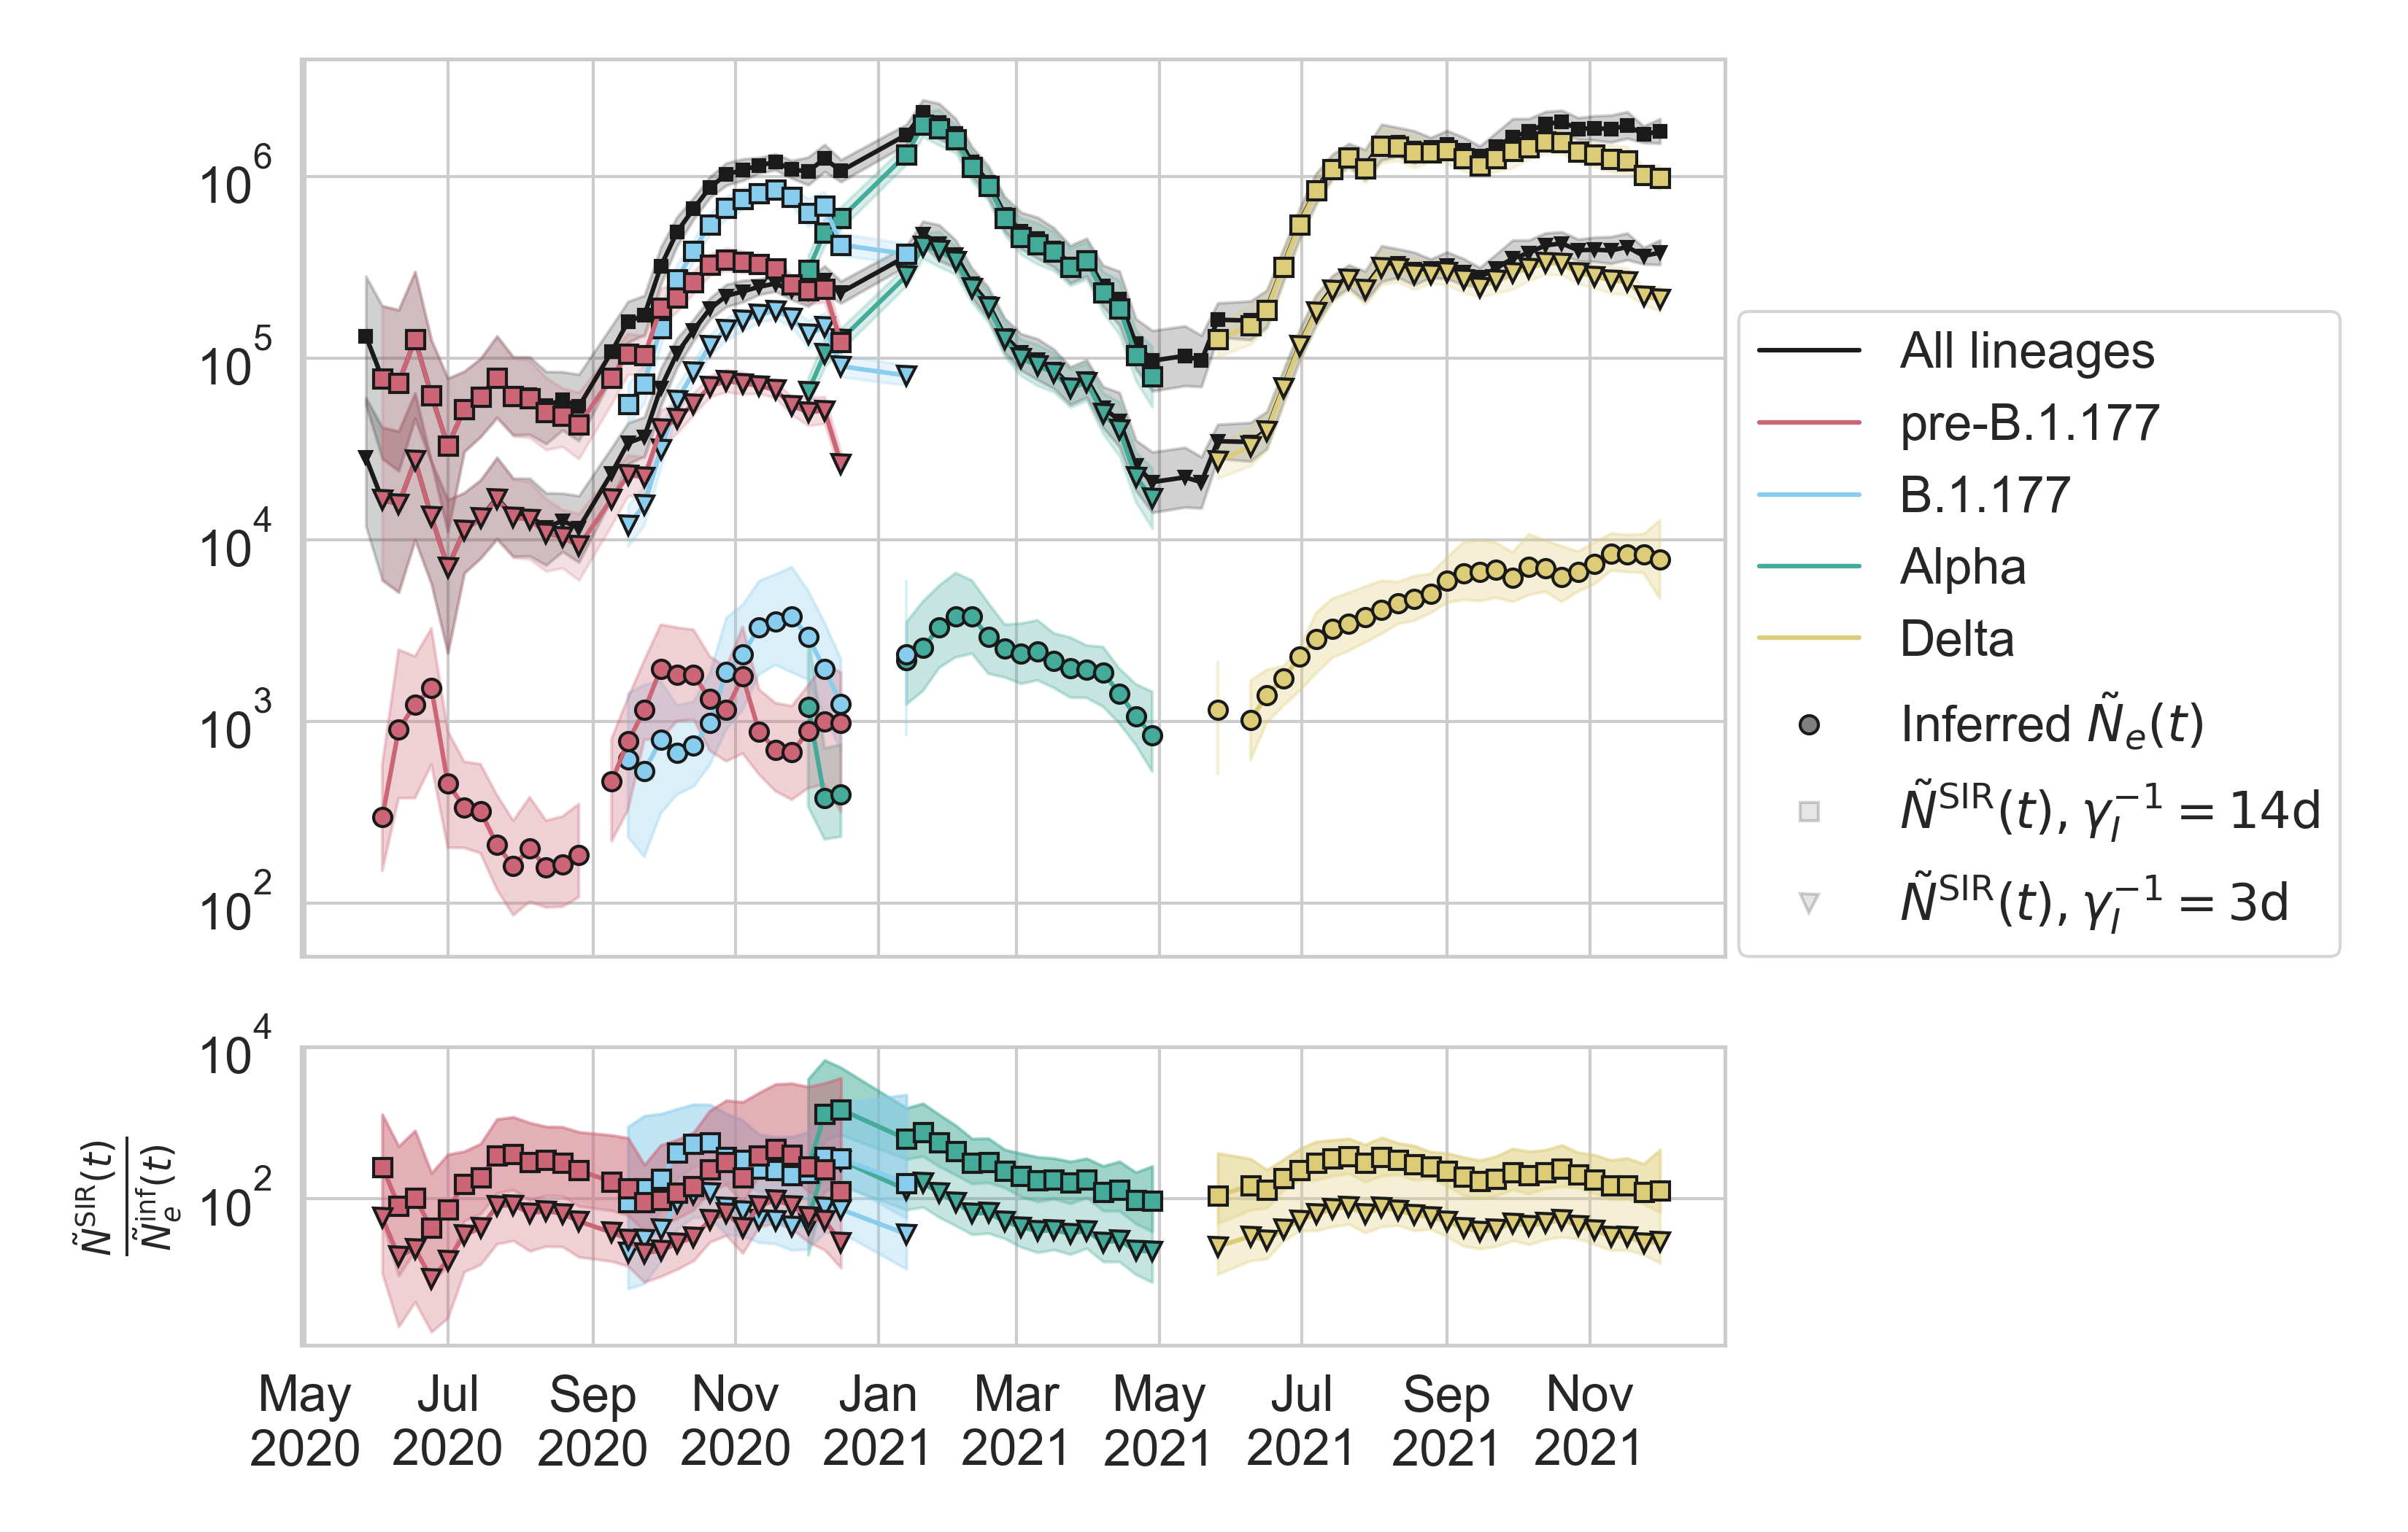 10^6
10^5
10^4
10^3
10^2
All lineages
pre-B.1.177
B.1.177
Alpha
Delta
Inferred Ñ_e(t)
Ñ^SIR(t), γ_I^−1 = 14d
Ñ^SIR(t), γ_I^−1 = 3d
10^4
10^2
Ñ^SIR(t)
Ñ_e^inf(t)
May Jul Sep Nov Jan Mar May Jul Sep Nov
2020 2020 2020 2020 2021 2021 2021 2021 2021 2021